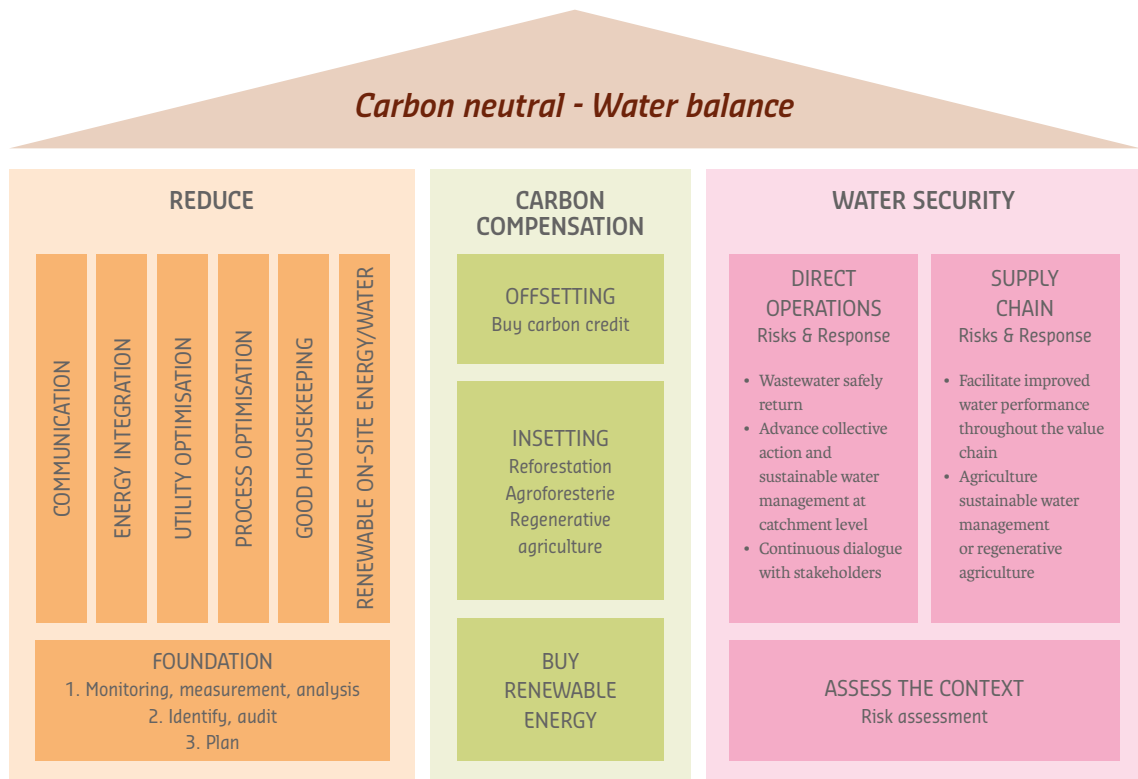 Carbon neutral - Water balance
REDUCE
COMMUNICATION
ENERGY INTEGRATION
UTILITY OPTIMISATION
PROCESS OPTIMISATION
GOOD HOUSEKEEPING
RENEWABLE ON-SITE ENERGY/WATER
FOUNDATION
1. Monitoring, measurement, analysis
2. Identify, audit
3. Plan
CARBON
COMPENSATION
OFFSETTING
Buy carbon credit
INSETTING
Reforestation
Agroforesterie
Regenerative
agriculture
BUY
RENEWABLE
ENERGY
WATER SECURITY
DIRECT
OPERATIONS
Risks & Response
• Wastewater safely
return
• Advance collective
action and
sustainable water
management at
catchment level
• Continuous dialogue
with stakeholders
SUPPLY
CHAIN
Risks & Response
• Facilitate improved
water performance
throughout the value
chain
• Agriculture
sustainable water
management
or regenerative
agriculture
ASSESS THE CONTEXT
Risk assessment